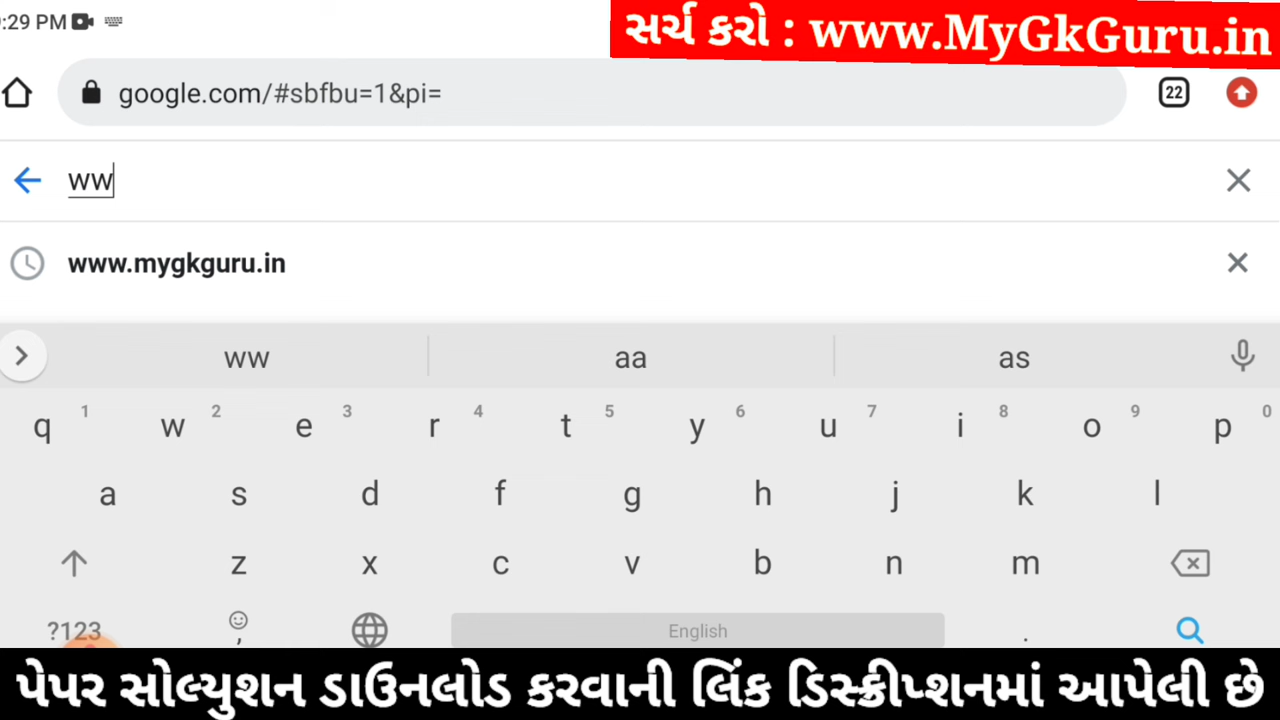 :29 PM
સર્ચ કરો : www.MyGkGuru.in
google.com/#sbfbu=1&pi=
22
ww
www.mygkguru.in
ww aa as
q 1 w 2 e 3 r 4 t 5 y 6 u 7 i 8 o 9 p 0
a s d f g h j k l
z x c v b n m
?123 , English .
પેપર સોલ્યુશન ડાઉનલોડ કરવાની લિંક ડિસ્ક્રીપ્શનમાં આપેલી છે